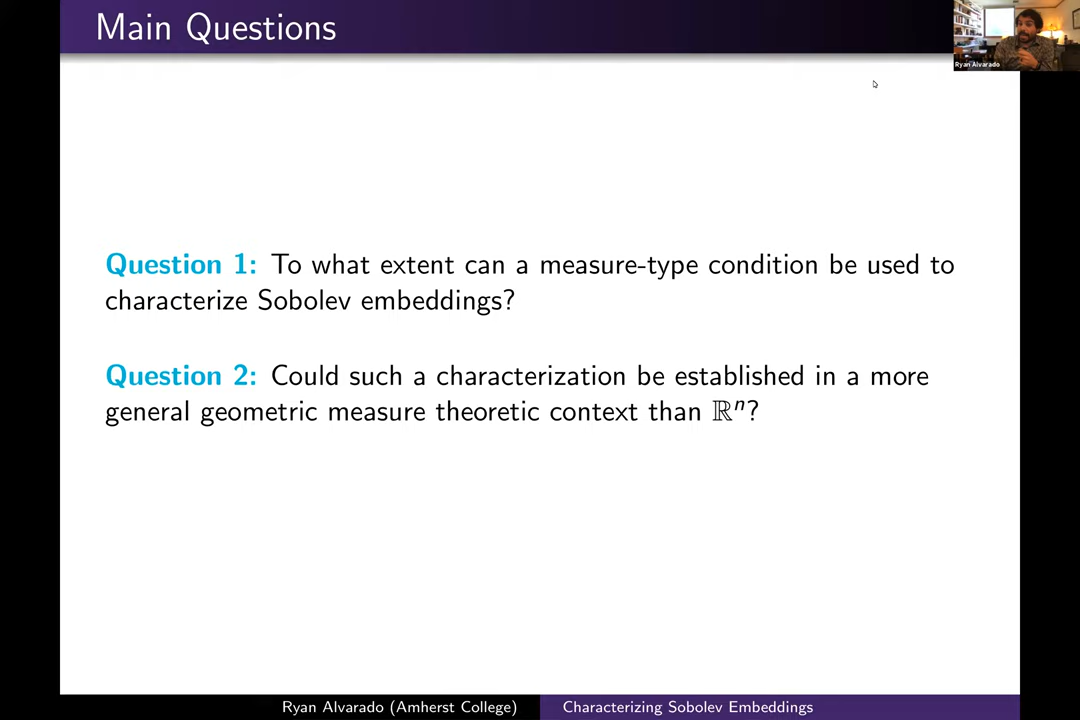 Main Questions
Ryan Alvarado
Question 1: To what extent can a measure-type condition be used to
characterize Sobolev embeddings?
Question 2: Could such a characterization be established in a more
general geometric measure theoretic context than ℝⁿ?
Ryan Alvarado (Amherst College)
Characterizing Sobolev Embeddings